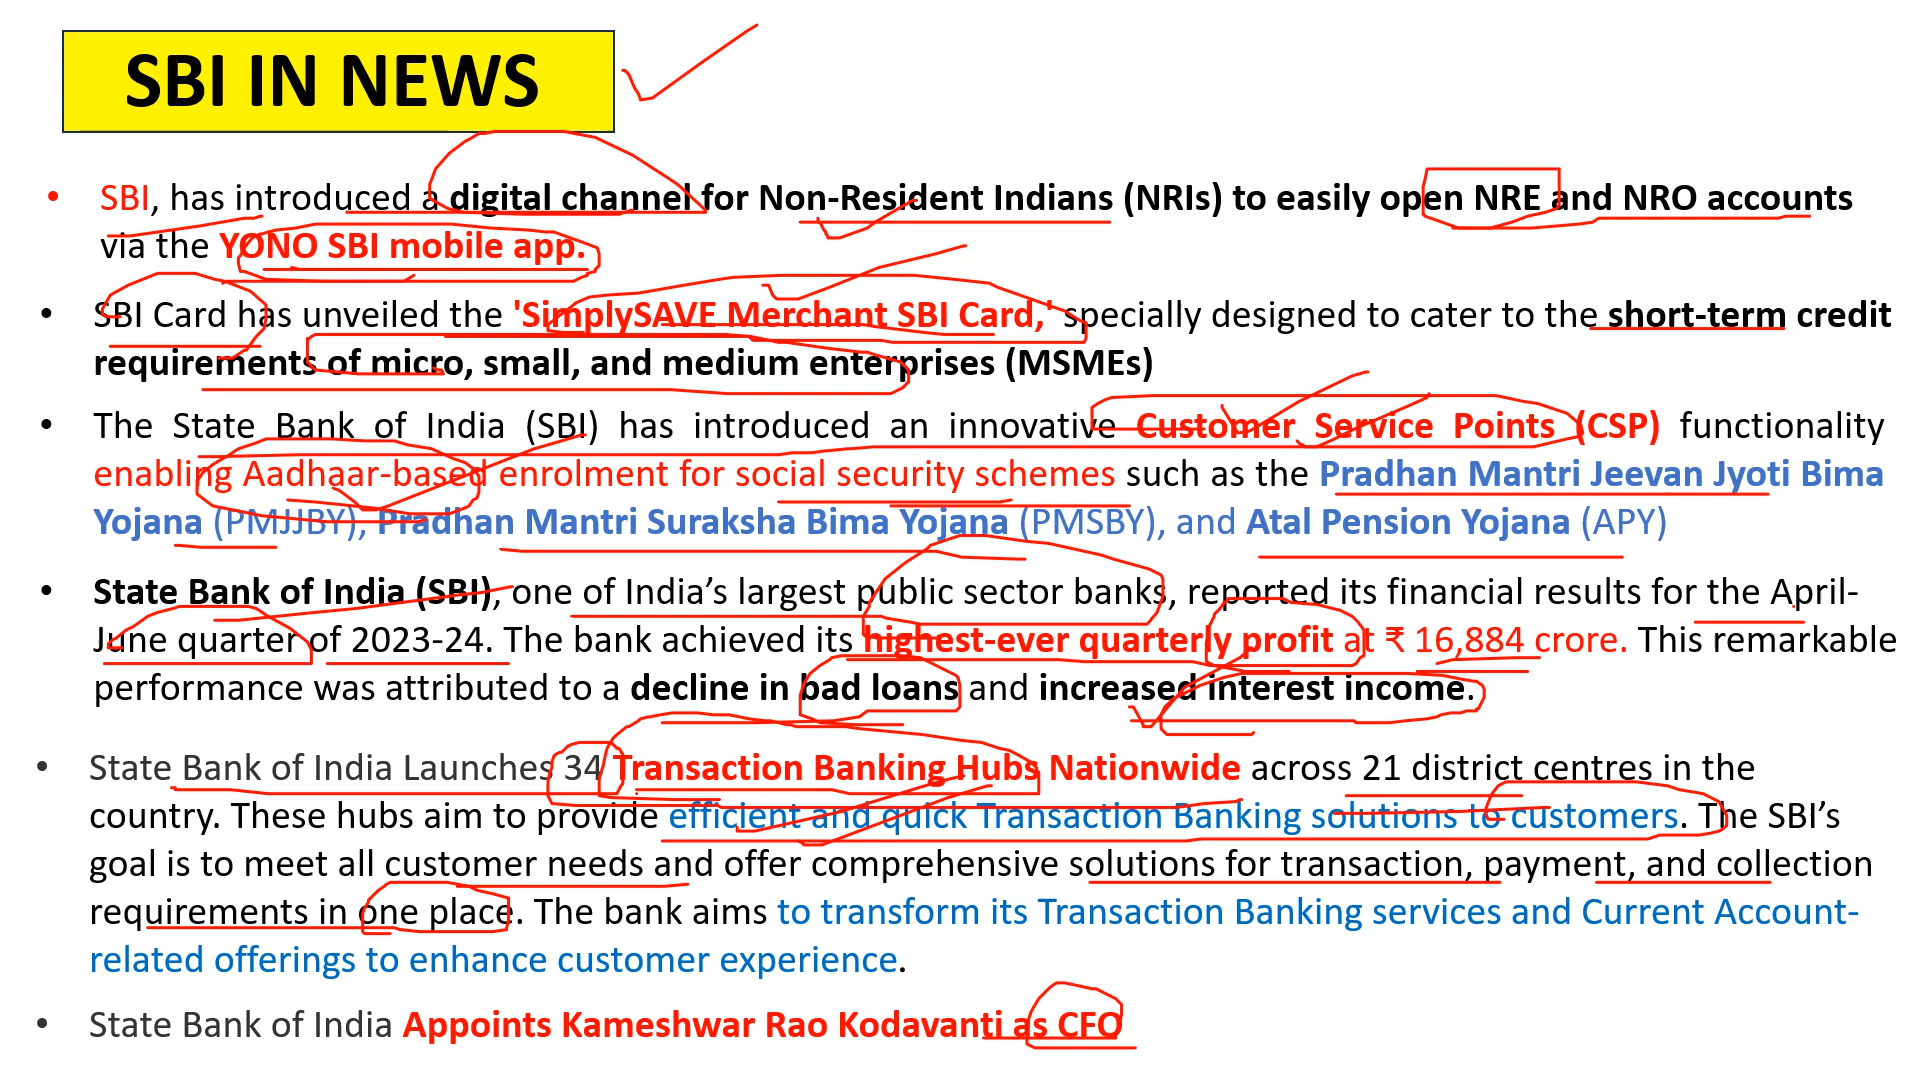 SBI IN NEWS
• SBI, has introduced a digital channel for Non-Resident Indians (NRIs) to easily open NRE and NRO accounts
via the YONO SBI mobile app.
• SBI Card has unveiled the 'SimplySAVE Merchant SBI Card,' specially designed to cater to the short-term credit
requirements of micro, small, and medium enterprises (MSMEs)
• The State Bank of India (SBI) has introduced an innovative Customer Service Points (CSP) functionality
enabling Aadhaar-based enrolment for social security schemes such as the Pradhan Mantri Jeevan Jyoti Bima
Yojana (PMJJBY), Pradhan Mantri Suraksha Bima Yojana (PMSBY), and Atal Pension Yojana (APY)
• State Bank of India (SBI), one of India’s largest public sector banks, reported its financial results for the April-
June quarter of 2023-24. The bank achieved its highest-ever quarterly profit at ₹ 16,884 crore. This remarkable
performance was attributed to a decline in bad loans and increased interest income.
• State Bank of India Launches 34 Transaction Banking Hubs Nationwide across 21 district centres in the
country. These hubs aim to provide efficient and quick Transaction Banking solutions to customers. The SBI’s
goal is to meet all customer needs and offer comprehensive solutions for transaction, payment, and collection
requirements in one place. The bank aims to transform its Transaction Banking services and Current Account-
related offerings to enhance customer experience.
• State Bank of India Appoints Kameshwar Rao Kodavanti as CFO